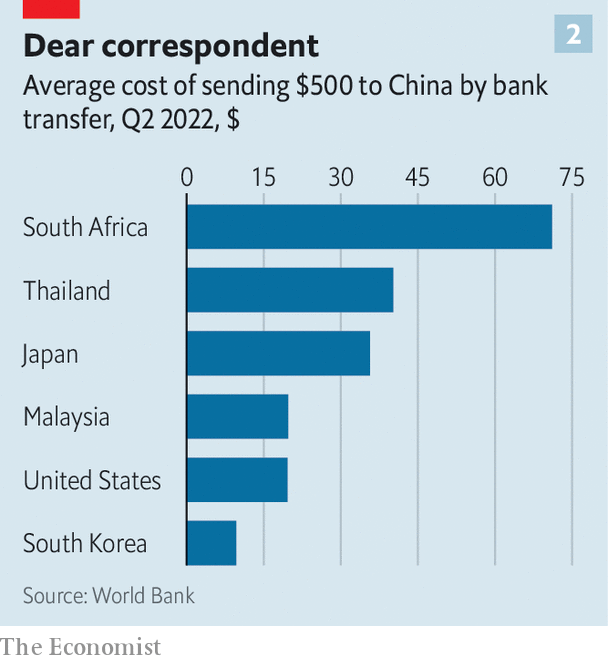 2
Dear correspondent
Average cost of sending $500 to China by bank
transfer, Q2 2022, $
0 15 30 45 60 75
South Africa
Thailand
Japan
Malaysia
United States
South Korea
Source: World Bank
The Economist